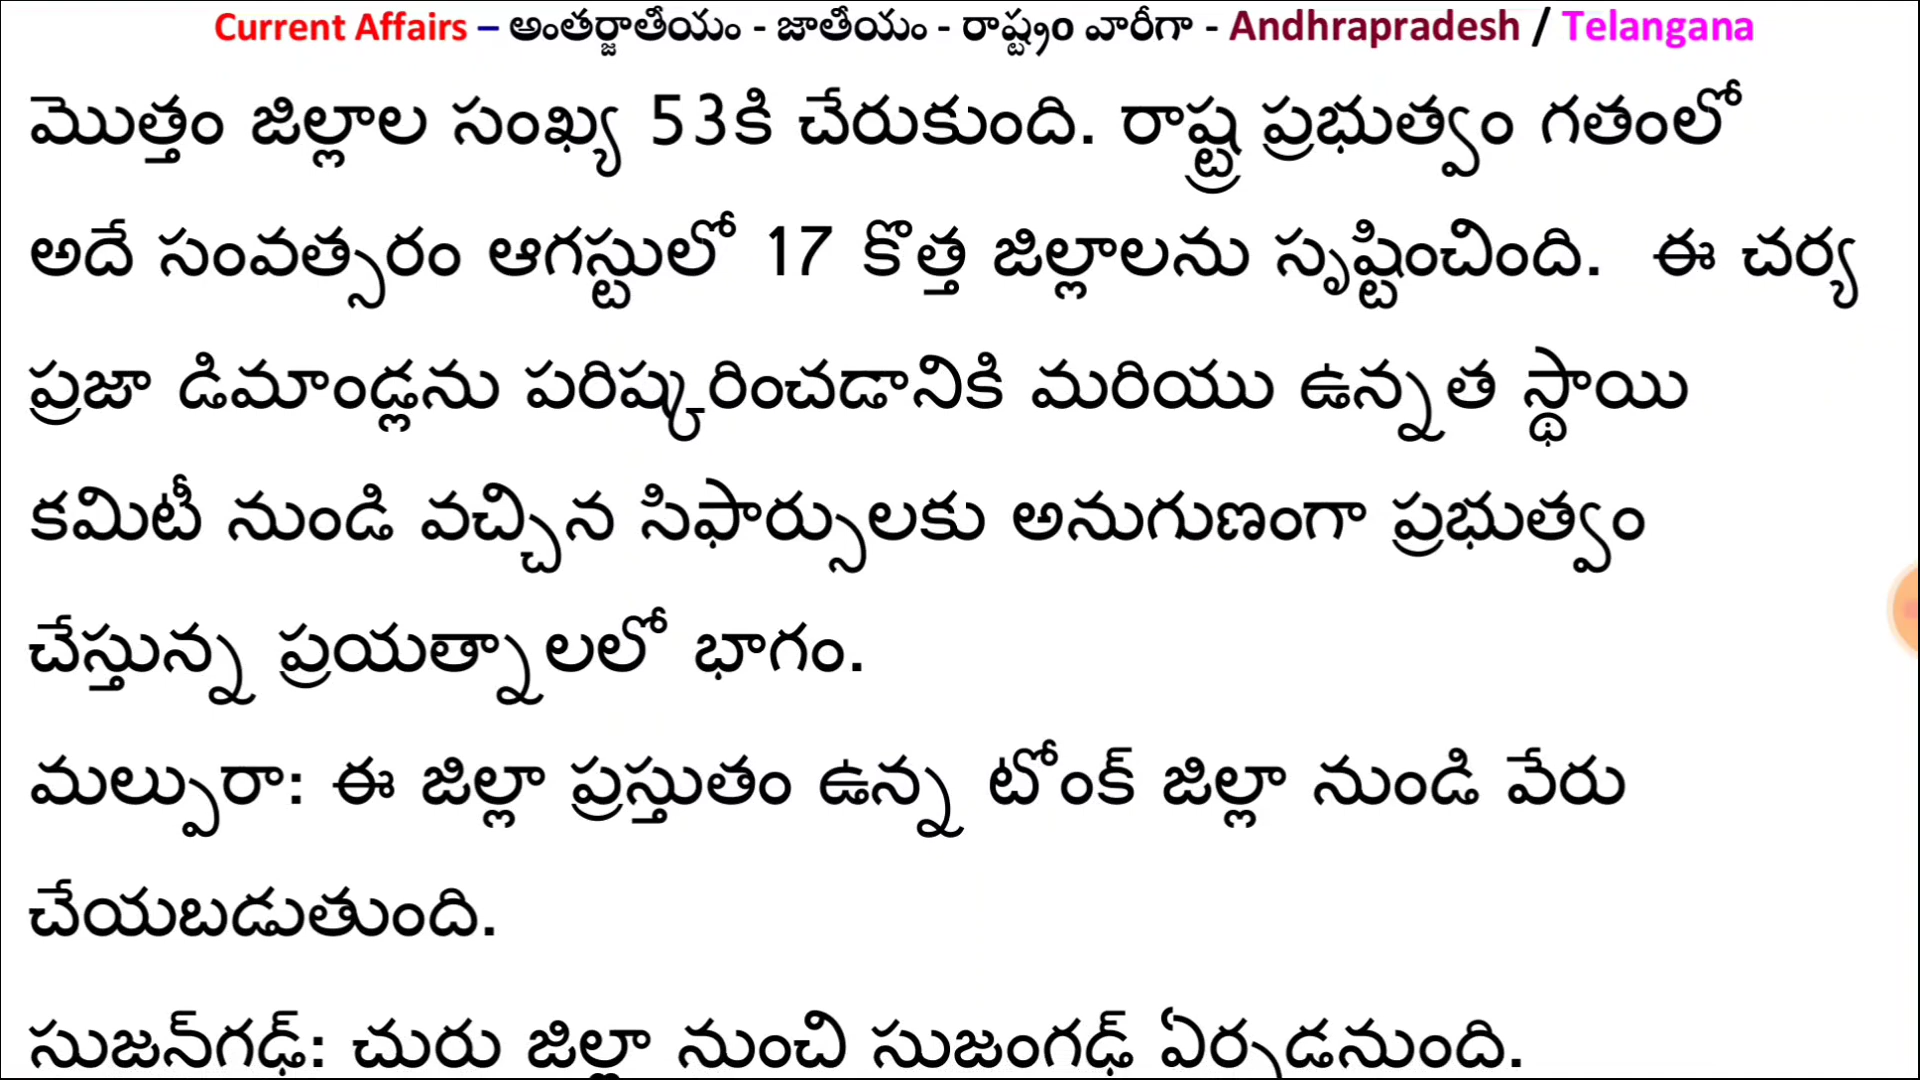 Current Affairs – అంతర్జాతీయం - జాతీయం - రాష్ట్రం వారీగా - Andhrapradesh / Telangana
మొత్తం జిల్లాల సంఖ్య 53కి చేరుకుంది. రాష్ట్ర ప్రభుత్వం గతంలో
అదే సంవత్సరం ఆగస్టులో 17 కొత్త జిల్లాలను సృష్టించింది. ఈ చర్య
ప్రజా డిమాండ్లను పరిష్కరించడానికి మరియు ఉన్నత స్థాయి
కమిటీ నుండి వచ్చిన సిఫార్సులకు అనుగుణంగా ప్రభుత్వం
చేస్తున్న ప్రయత్నాలలో భాగం.
మల్పురా: ఈ జిల్లా ప్రస్తుతం ఉన్న టోంక్ జిల్లా నుండి వేరు
చేయబడుతుంది.
సుజన్‌గఢ్: చురు జిల్లా నుంచి సుజంగఢ్ ఏర్పడనుంది.